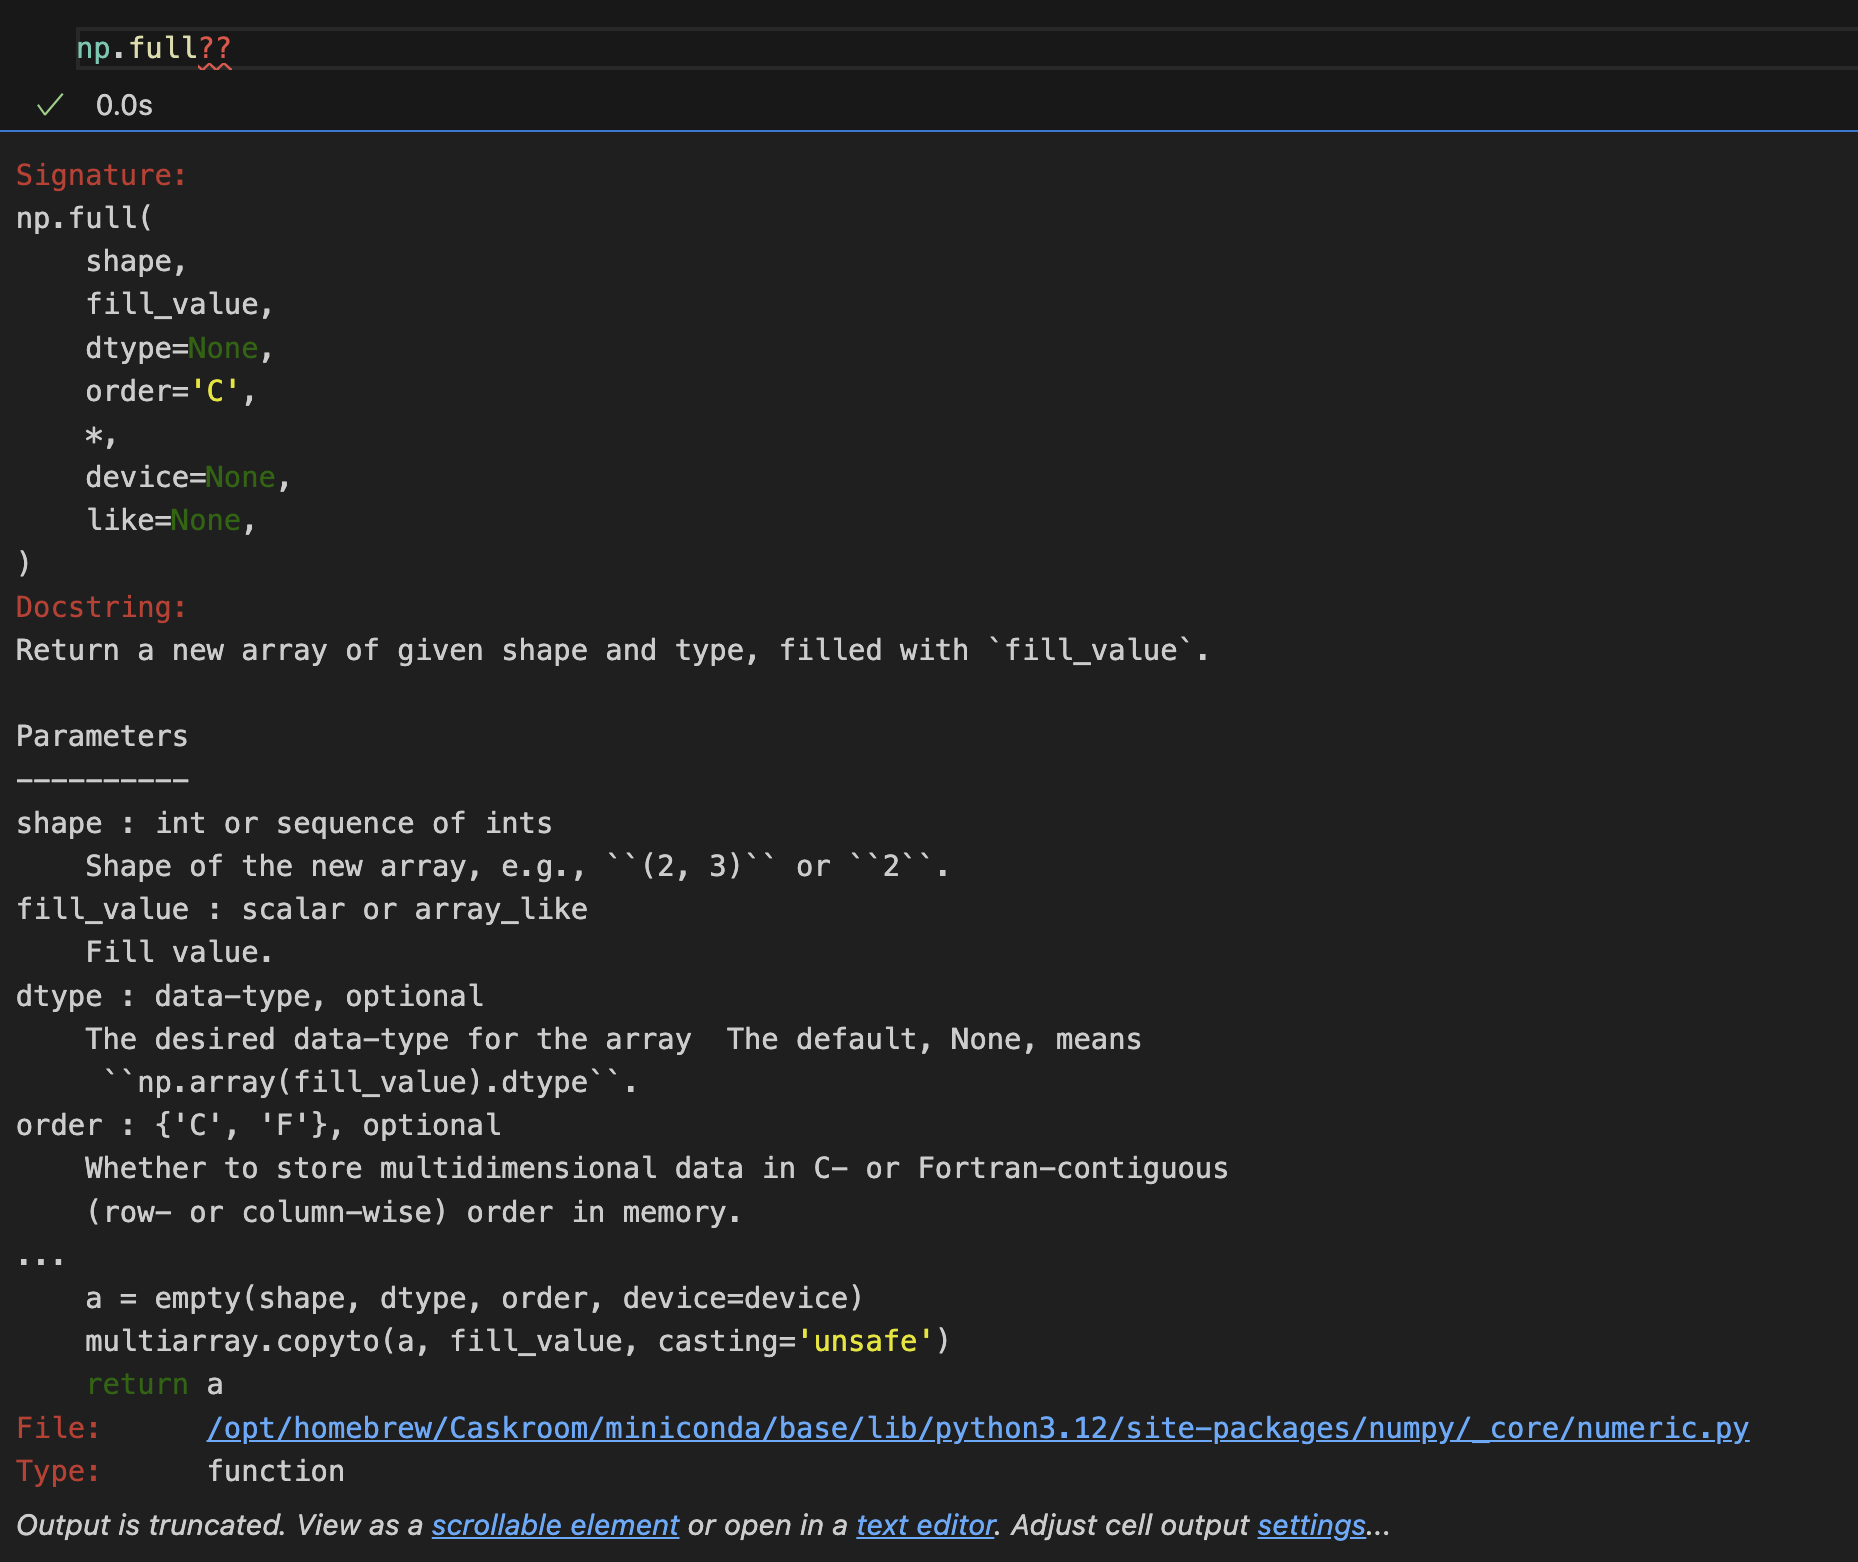 np.full??
0.0s
Signature:
np.full(
    shape,
    fill_value,
    dtype=None,
    order='C',
    *,
    device=None,
    like=None,
)
Docstring:
Return a new array of given shape and type, filled with `fill_value`.

Parameters
----------
shape : int or sequence of ints
    Shape of the new array, e.g., ``(2, 3)`` or ``2``.
fill_value : scalar or array_like
    Fill value.
dtype : data-type, optional
    The desired data-type for the array  The default, None, means
     ``np.array(fill_value).dtype``.
order : {'C', 'F'}, optional
    Whether to store multidimensional data in C- or Fortran-contiguous
    (row- or column-wise) order in memory.
...
    a = empty(shape, dtype, order, device=device)
    multiarray.copyto(a, fill_value, casting='unsafe')
    return a
File:      /opt/homebrew/Caskroom/miniconda/base/lib/python3.12/site-packages/numpy/_core/numeric.py
Type:      function
Output is truncated. View as a scrollable element or open in a text editor. Adjust cell output settings...